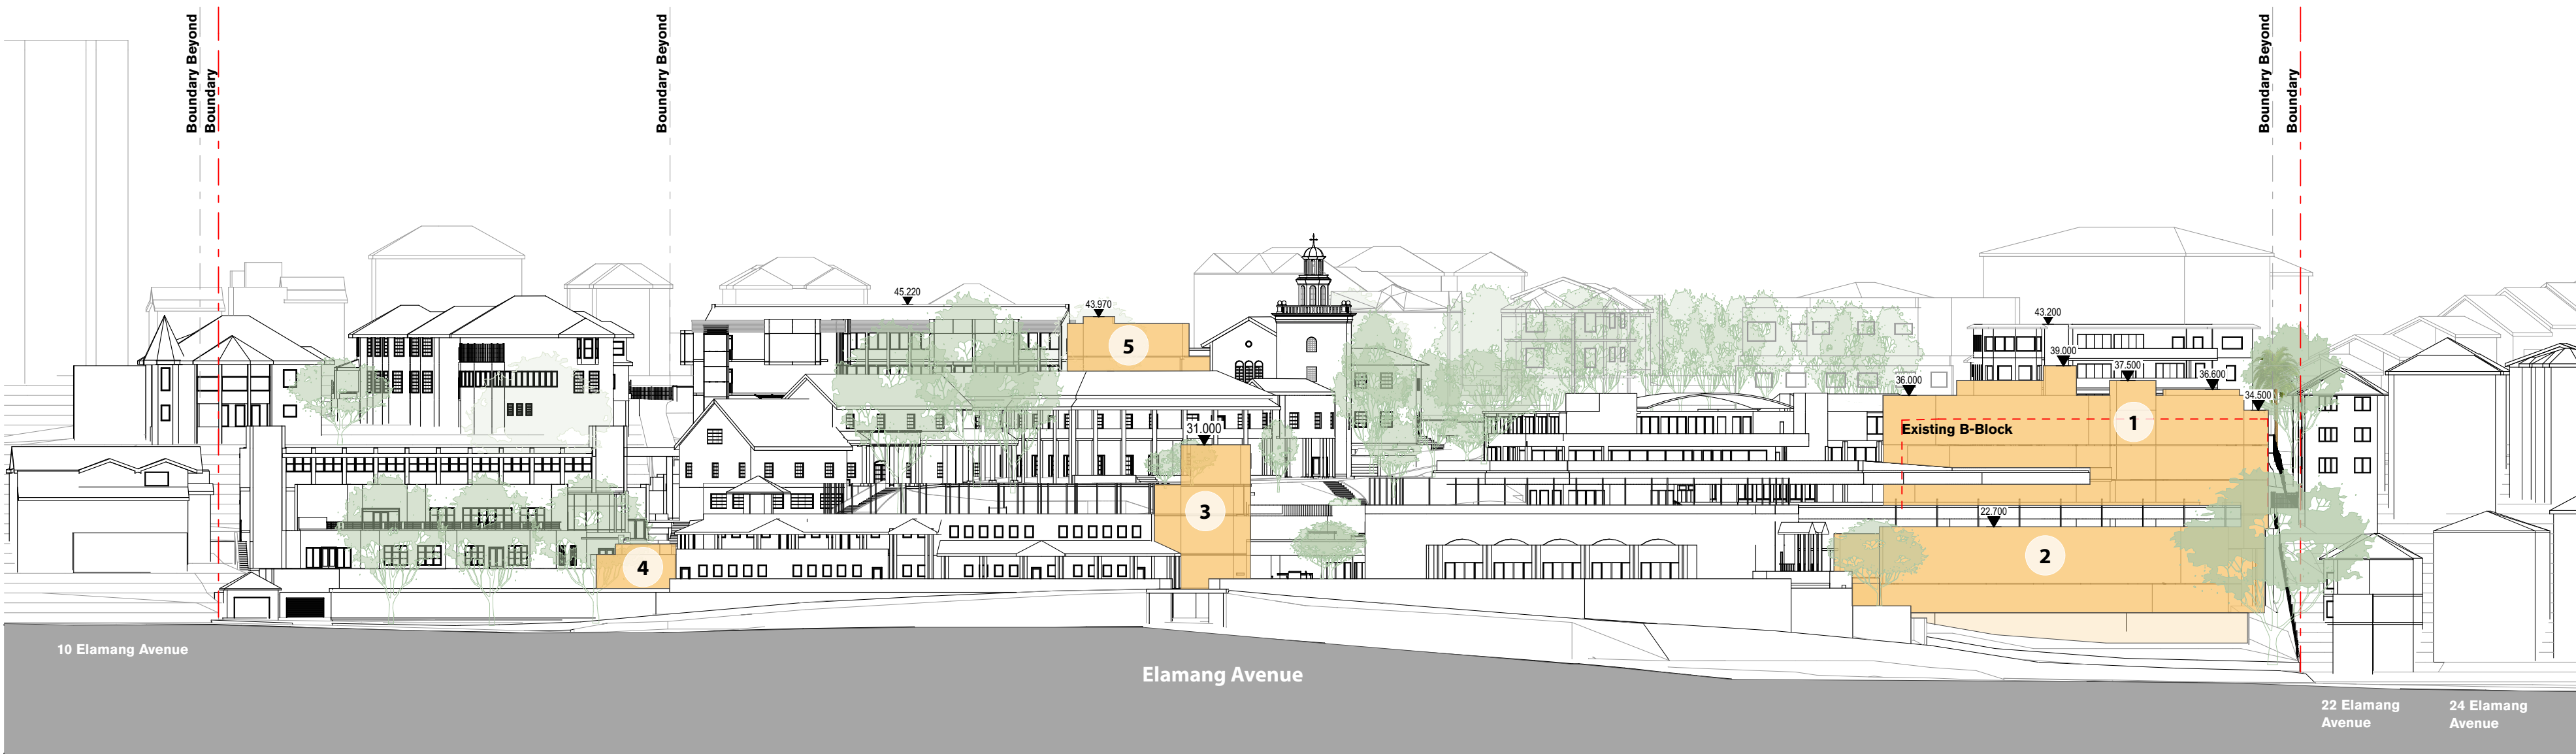 Boundary Beyond
Boundary
Boundary Beyond
Boundary Beyond
Boundary
45.220
43.970
5
31.000
3
4
43.200
39.000
37.500
36.600
36.000
34.500
1
Existing B-Block
22.700
2
10 Elamang Avenue
Elamang Avenue
22 Elamang
Avenue
24 Elamang
Avenue